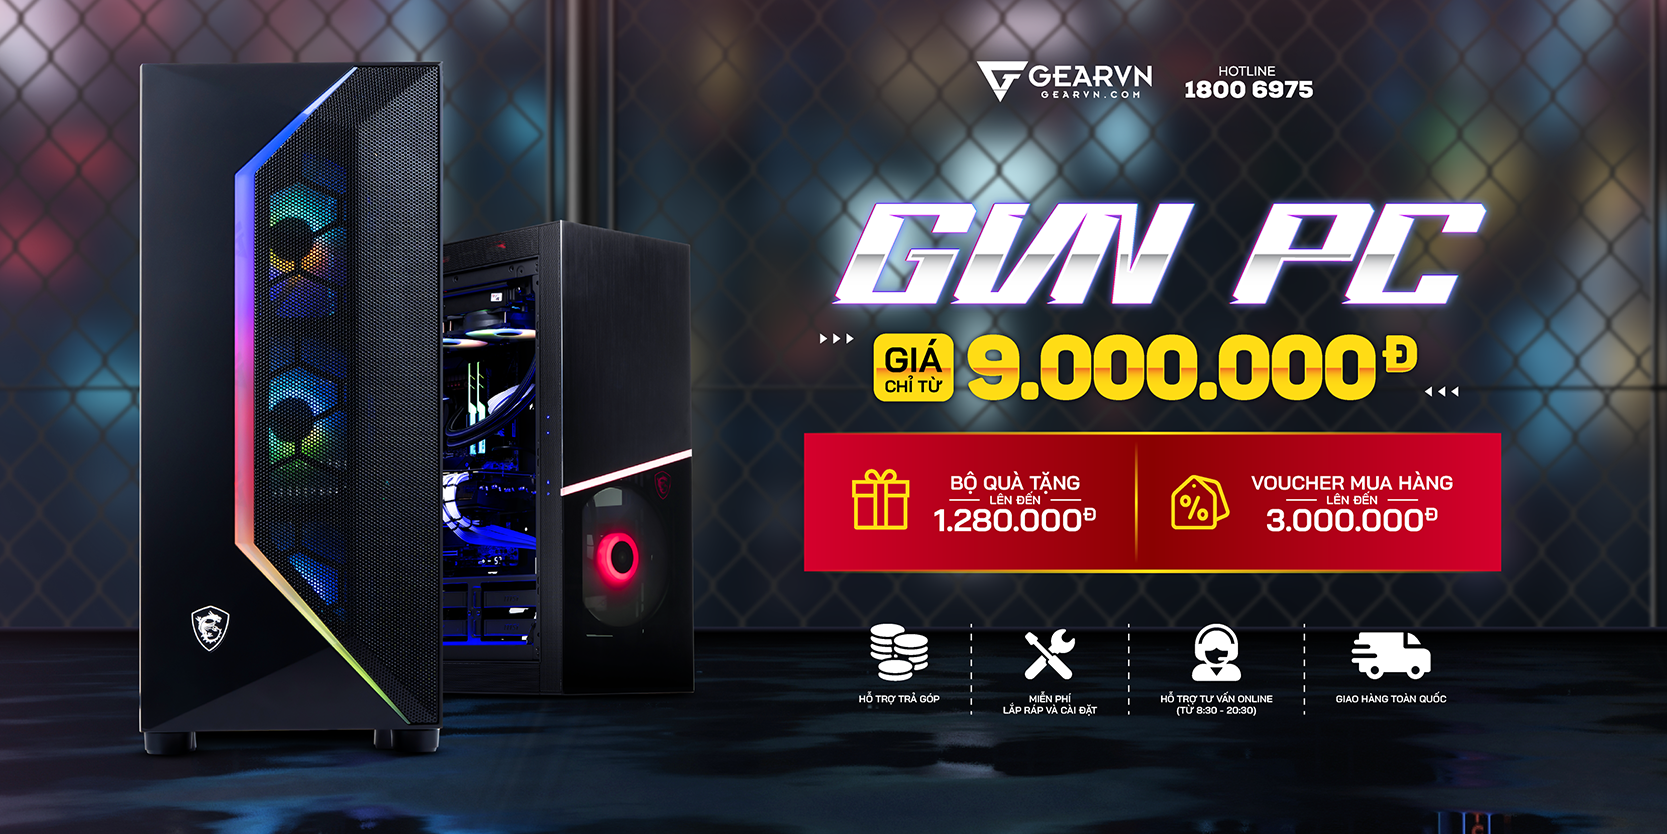 GEARVN
GEARVN.COM
HOTLINE
1800 6975
GVN PC
GIÁ
CHỈ TỪ
9.000.000Đ
BỘ QUÀ TẶNG
LÊN ĐẾN
1.280.000Đ
VOUCHER MUA HÀNG
LÊN ĐẾN
3.000.000Đ
HỖ TRỢ TRẢ GÓP
MIỄN PHÍ
LẮP RÁP VÀ CÀI ĐẶT
HỖ TRỢ TƯ VẤN ONLINE
(TỪ 8:30 - 20:30)
GIAO HÀNG TOÀN QUỐC